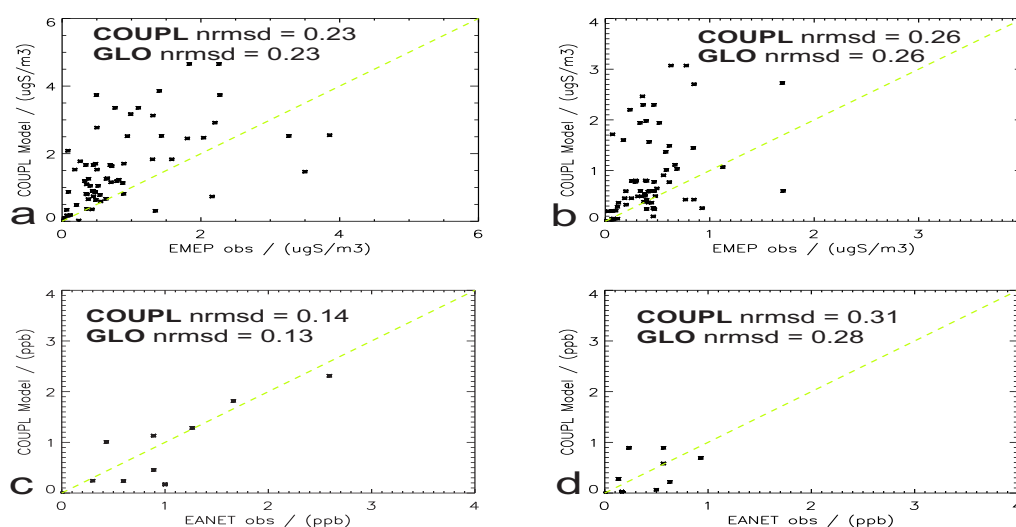 COUPL nrmsd = 0.23
GLO nrmsd = 0.23
COUPL Model / (ugS/m3)
6
5
4
3
2
1
0
a
0 2 4 6
EMEP obs / (ugS/m3)
COUPL nrmsd = 0.26
GLO nrmsd = 0.26
COUPL Model / (ugS/m3)
4
3
2
1
0
b
0 1 2 3 4
EMEP obs / (ugS/m3)
COUPL nrmsd = 0.14
GLO nrmsd = 0.13
COUPL Model / (ppb)
4
3
2
1
0
c
0 1 2 3 4
EANET obs / (ppb)
COUPL nrmsd = 0.31
GLO nrmsd = 0.28
COUPL Model / (ppb)
4
3
2
1
0
d
0 1 2 3 4
EANET obs / (ppb)